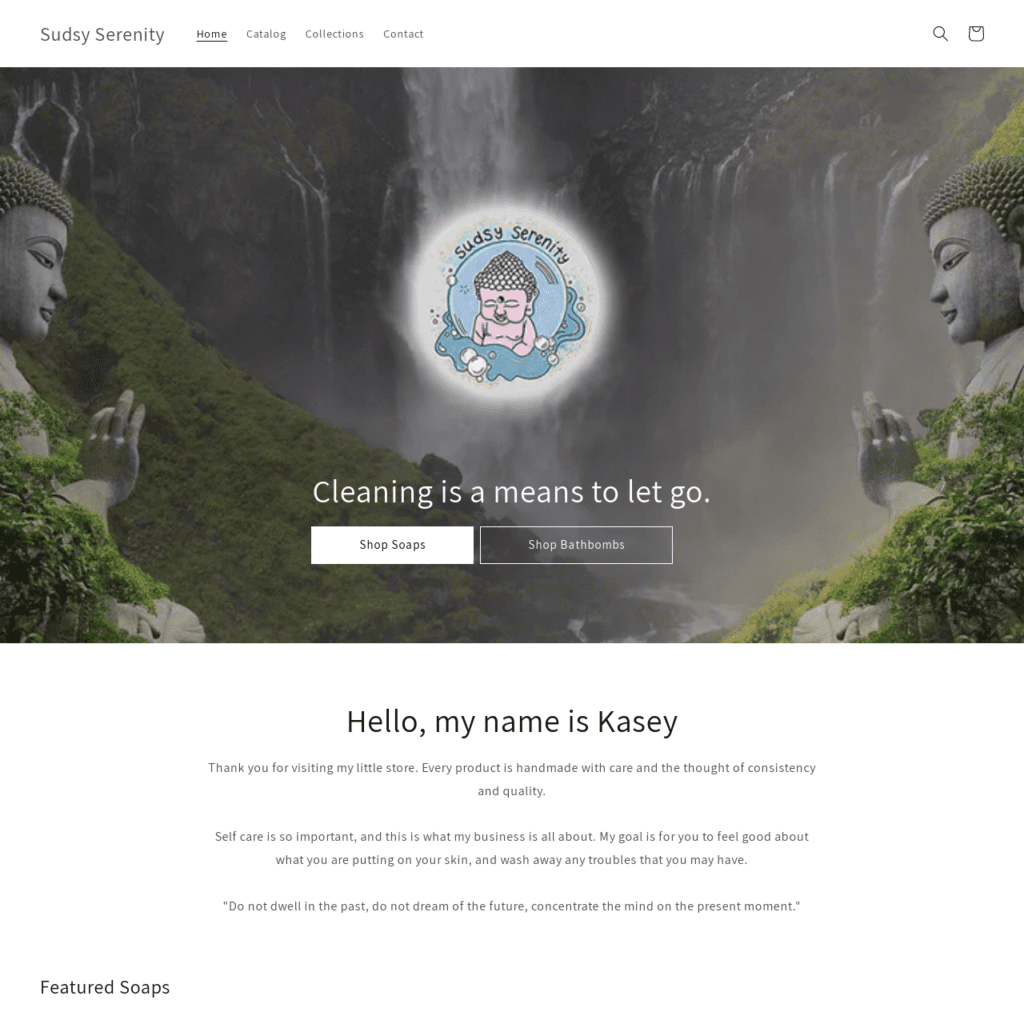 Sudsy Serenity
Home
Catalog
Collections
Contact
Sudsy Serenity
Cleaning is a means to let go.
Shop Soaps
Shop Bathbombs
Hello, my name is Kasey
Thank you for visiting my little store. Every product is handmade with care and the thought of consistency
and quality.
Self care is so important, and this is what my business is all about. My goal is for you to feel good about
what you are putting on your skin, and wash away any troubles that you may have.
"Do not dwell in the past, do not dream of the future, concentrate the mind on the present moment."
Featured Soaps